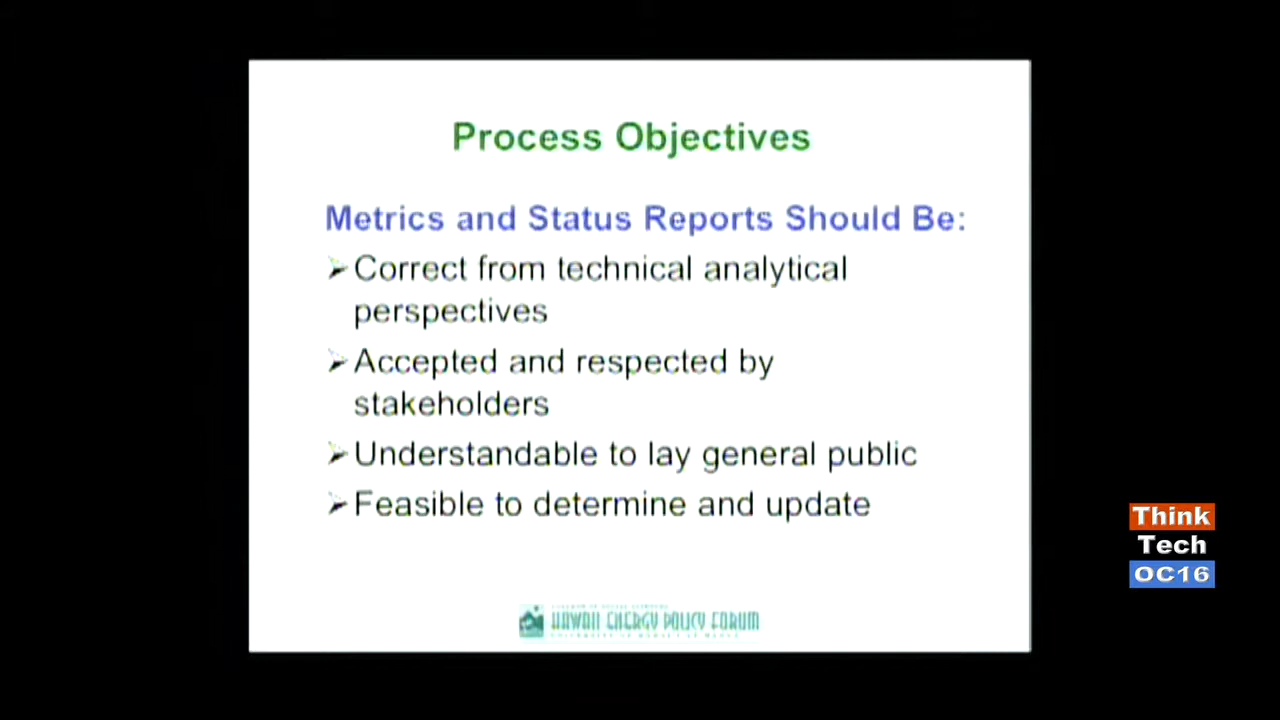 Process Objectives
Metrics and Status Reports Should Be:
➢Correct from technical analytical
perspectives
➢Accepted and respected by
stakeholders
➢Understandable to lay general public
➢Feasible to determine and update
HAWAII ENERGY POLICY FORUM
Think
Tech
OC16